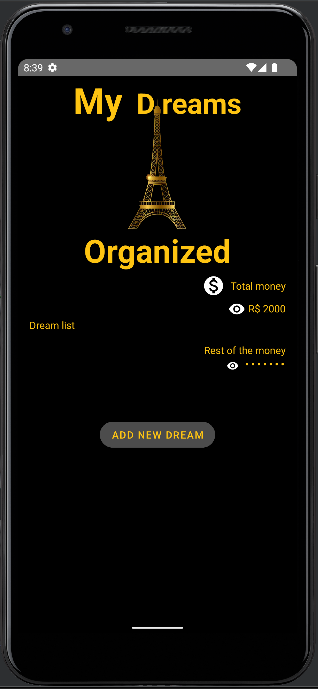 8:39
My Dreams
Organized
Total money
R$ 2000
Dream list
Rest of the money
•••••••
ADD NEW DREAM